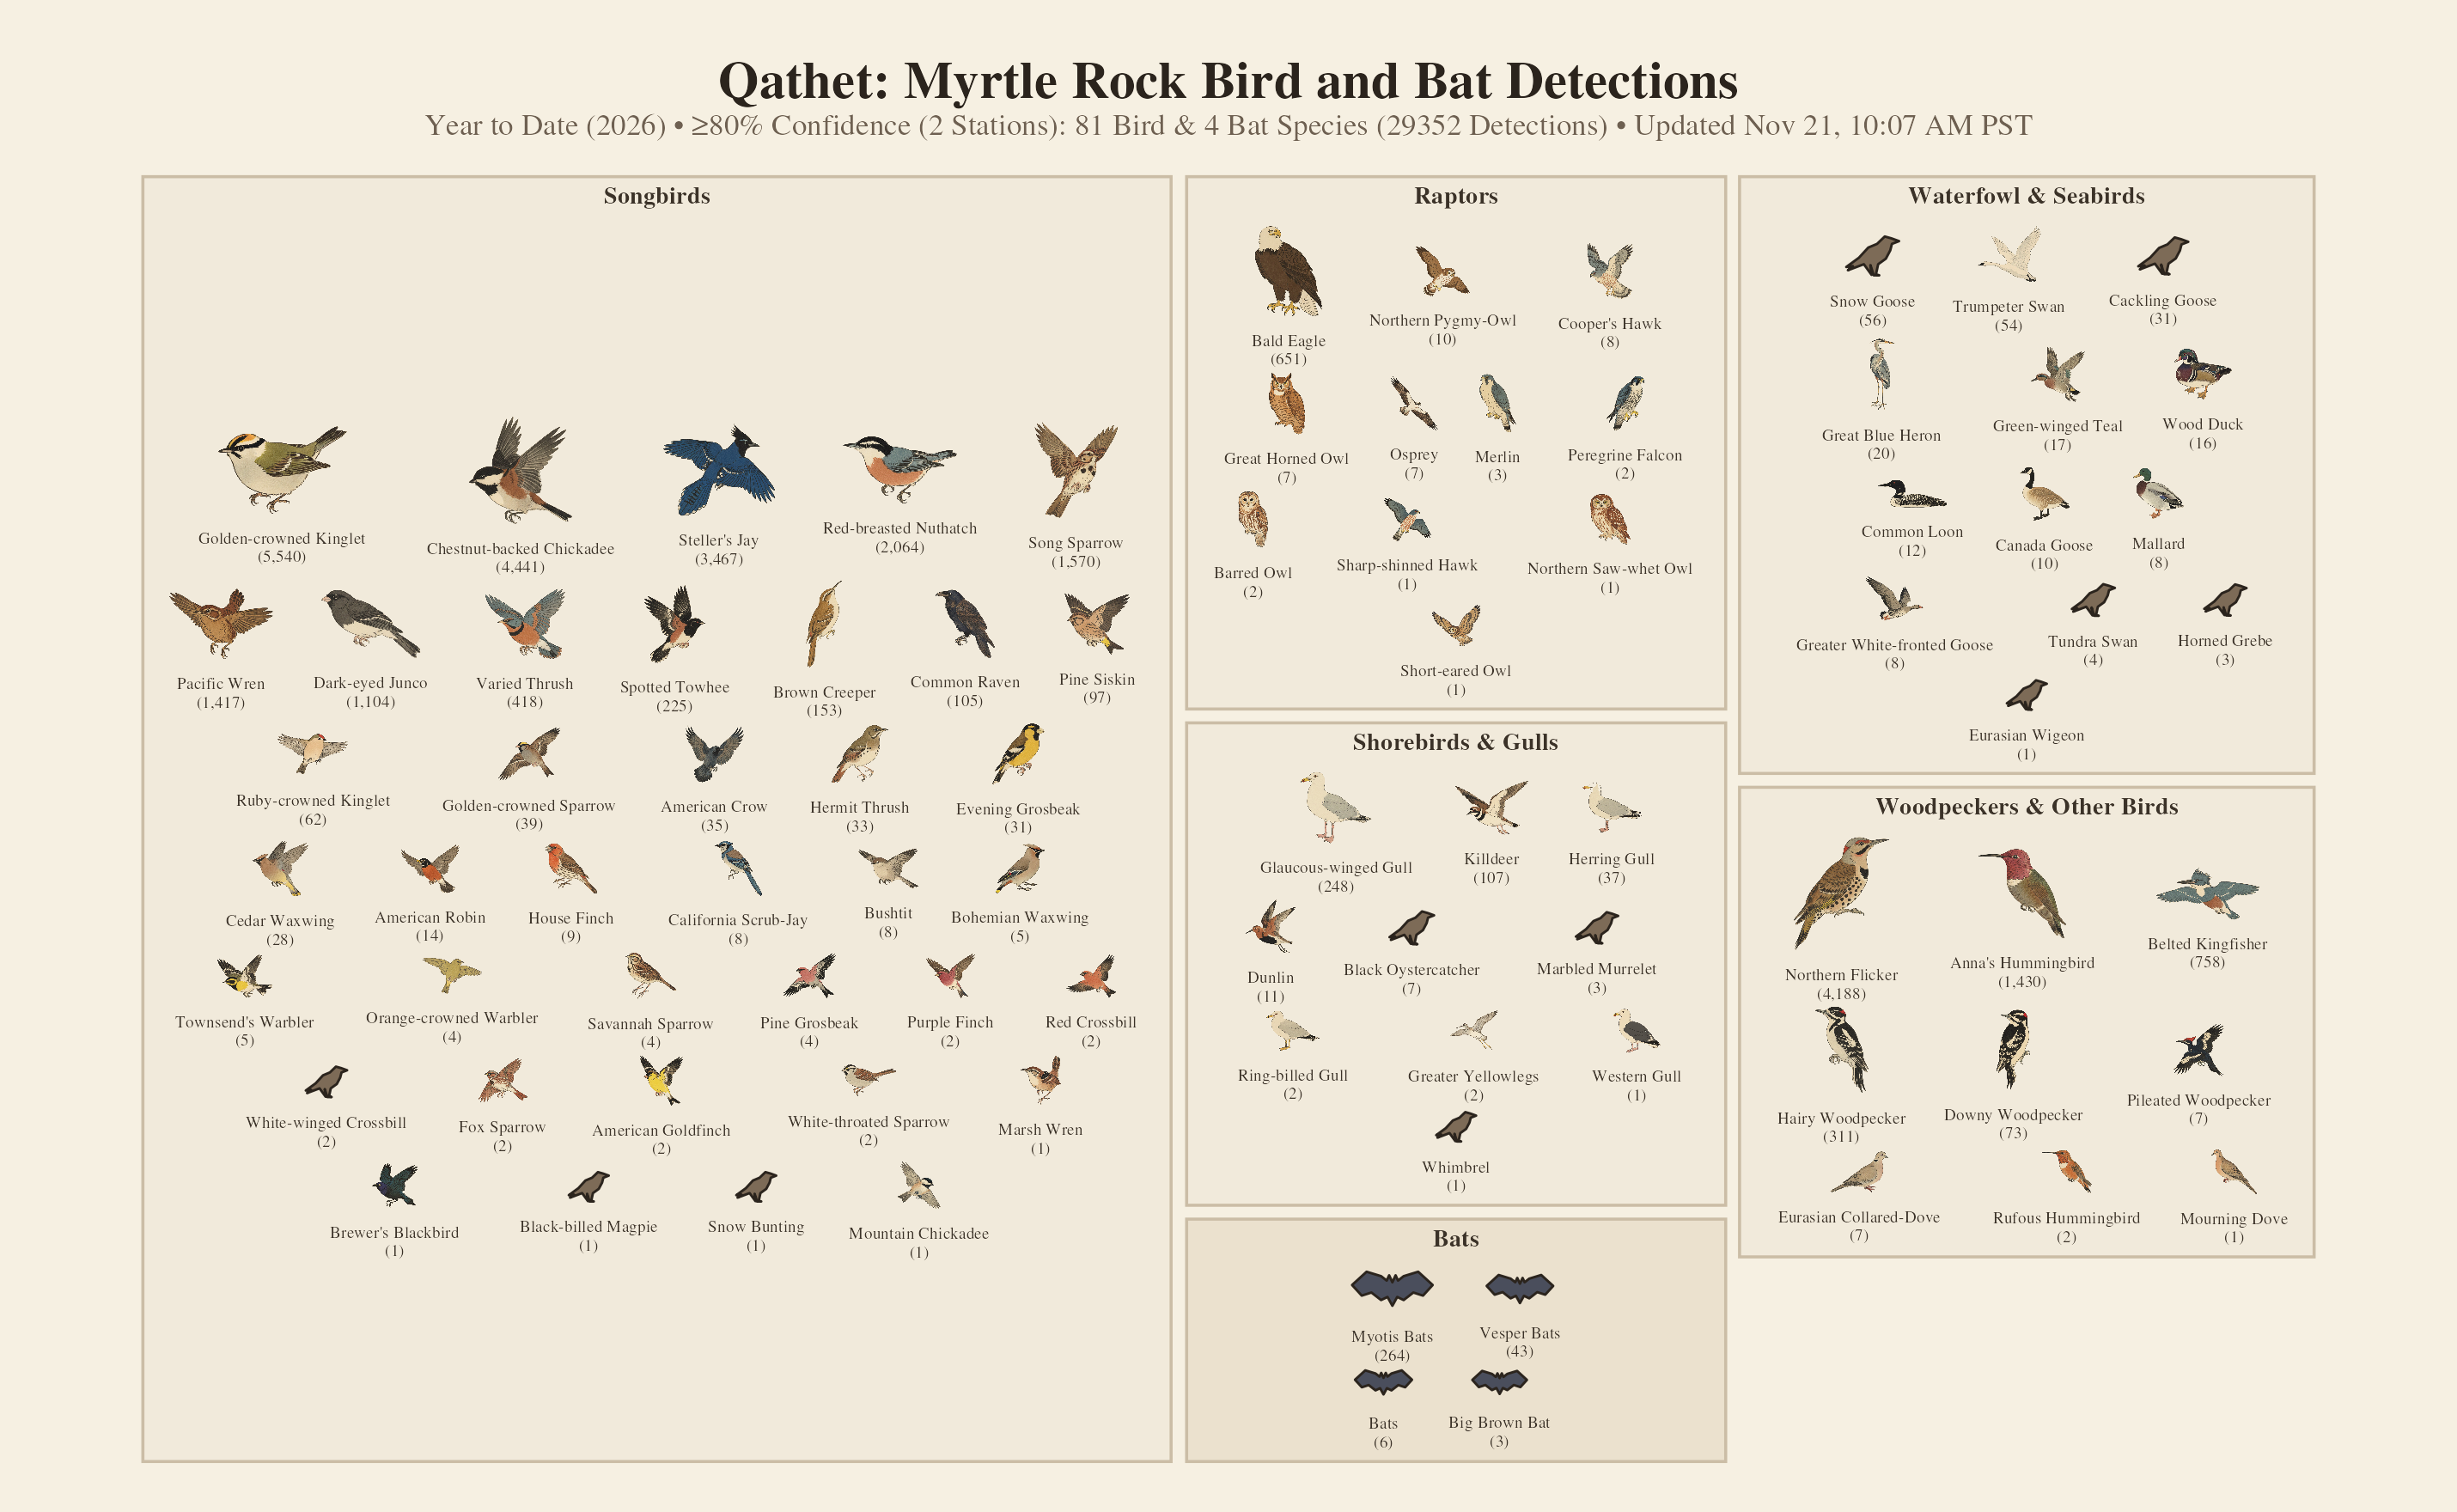 Qathet: Myrtle Rock Bird and Bat Detections
Year to Date (2026) • ≥80% Confidence (2 Stations): 81 Bird & 4 Bat Species (29352 Detections) • Updated Nov 21, 10:07 AM PST
Songbirds
Golden-crowned Kinglet
(5,540)
Chestnut-backed Chickadee
(4,441)
Steller's Jay
(3,467)
Red-breasted Nuthatch
(2,064)
Song Sparrow
(1,570)
Pacific Wren
(1,417)
Dark-eyed Junco
(1,104)
Varied Thrush
(418)
Spotted Towhee
(225)
Brown Creeper
(153)
Common Raven
(105)
Pine Siskin
(97)
Ruby-crowned Kinglet
(62)
Golden-crowned Sparrow
(39)
American Crow
(35)
Hermit Thrush
(33)
Evening Grosbeak
(31)
Cedar Waxwing
(28)
American Robin
(14)
House Finch
(9)
California Scrub-Jay
(8)
Bushtit
(8)
Bohemian Waxwing
(5)
Townsend's Warbler
(5)
Orange-crowned Warbler
(4)
Savannah Sparrow
(4)
Pine Grosbeak
(4)
Purple Finch
(2)
Red Crossbill
(2)
White-winged Crossbill
(2)
Fox Sparrow
(2)
American Goldfinch
(2)
White-throated Sparrow
(2)
Marsh Wren
(1)
Brewer's Blackbird
(1)
Black-billed Magpie
(1)
Snow Bunting
(1)
Mountain Chickadee
(1)
Raptors
Bald Eagle
(651)
Northern Pygmy-Owl
(10)
Cooper's Hawk
(8)
Great Horned Owl
(7)
Osprey
(7)
Merlin
(3)
Peregrine Falcon
(2)
Barred Owl
(2)
Sharp-shinned Hawk
(1)
Northern Saw-whet Owl
(1)
Short-eared Owl
(1)
Shorebirds & Gulls
Glaucous-winged Gull
(248)
Killdeer
(107)
Herring Gull
(37)
Dunlin
(11)
Black Oystercatcher
(7)
Marbled Murrelet
(3)
Ring-billed Gull
(2)
Greater Yellowlegs
(2)
Western Gull
(1)
Whimbrel
(1)
Bats
Myotis Bats
(264)
Vesper Bats
(43)
Bats
(6)
Big Brown Bat
(3)
Waterfowl & Seabirds
Snow Goose
(56)
Trumpeter Swan
(54)
Cackling Goose
(31)
Great Blue Heron
(20)
Green-winged Teal
(17)
Wood Duck
(16)
Common Loon
(12)
Canada Goose
(10)
Mallard
(8)
Greater White-fronted Goose
(8)
Tundra Swan
(4)
Horned Grebe
(3)
Eurasian Wigeon
(1)
Woodpeckers & Other Birds
Northern Flicker
(4,188)
Anna's Hummingbird
(1,430)
Belted Kingfisher
(758)
Hairy Woodpecker
(311)
Downy Woodpecker
(73)
Pileated Woodpecker
(7)
Eurasian Collared-Dove
(7)
Rufous Hummingbird
(2)
Mourning Dove
(1)